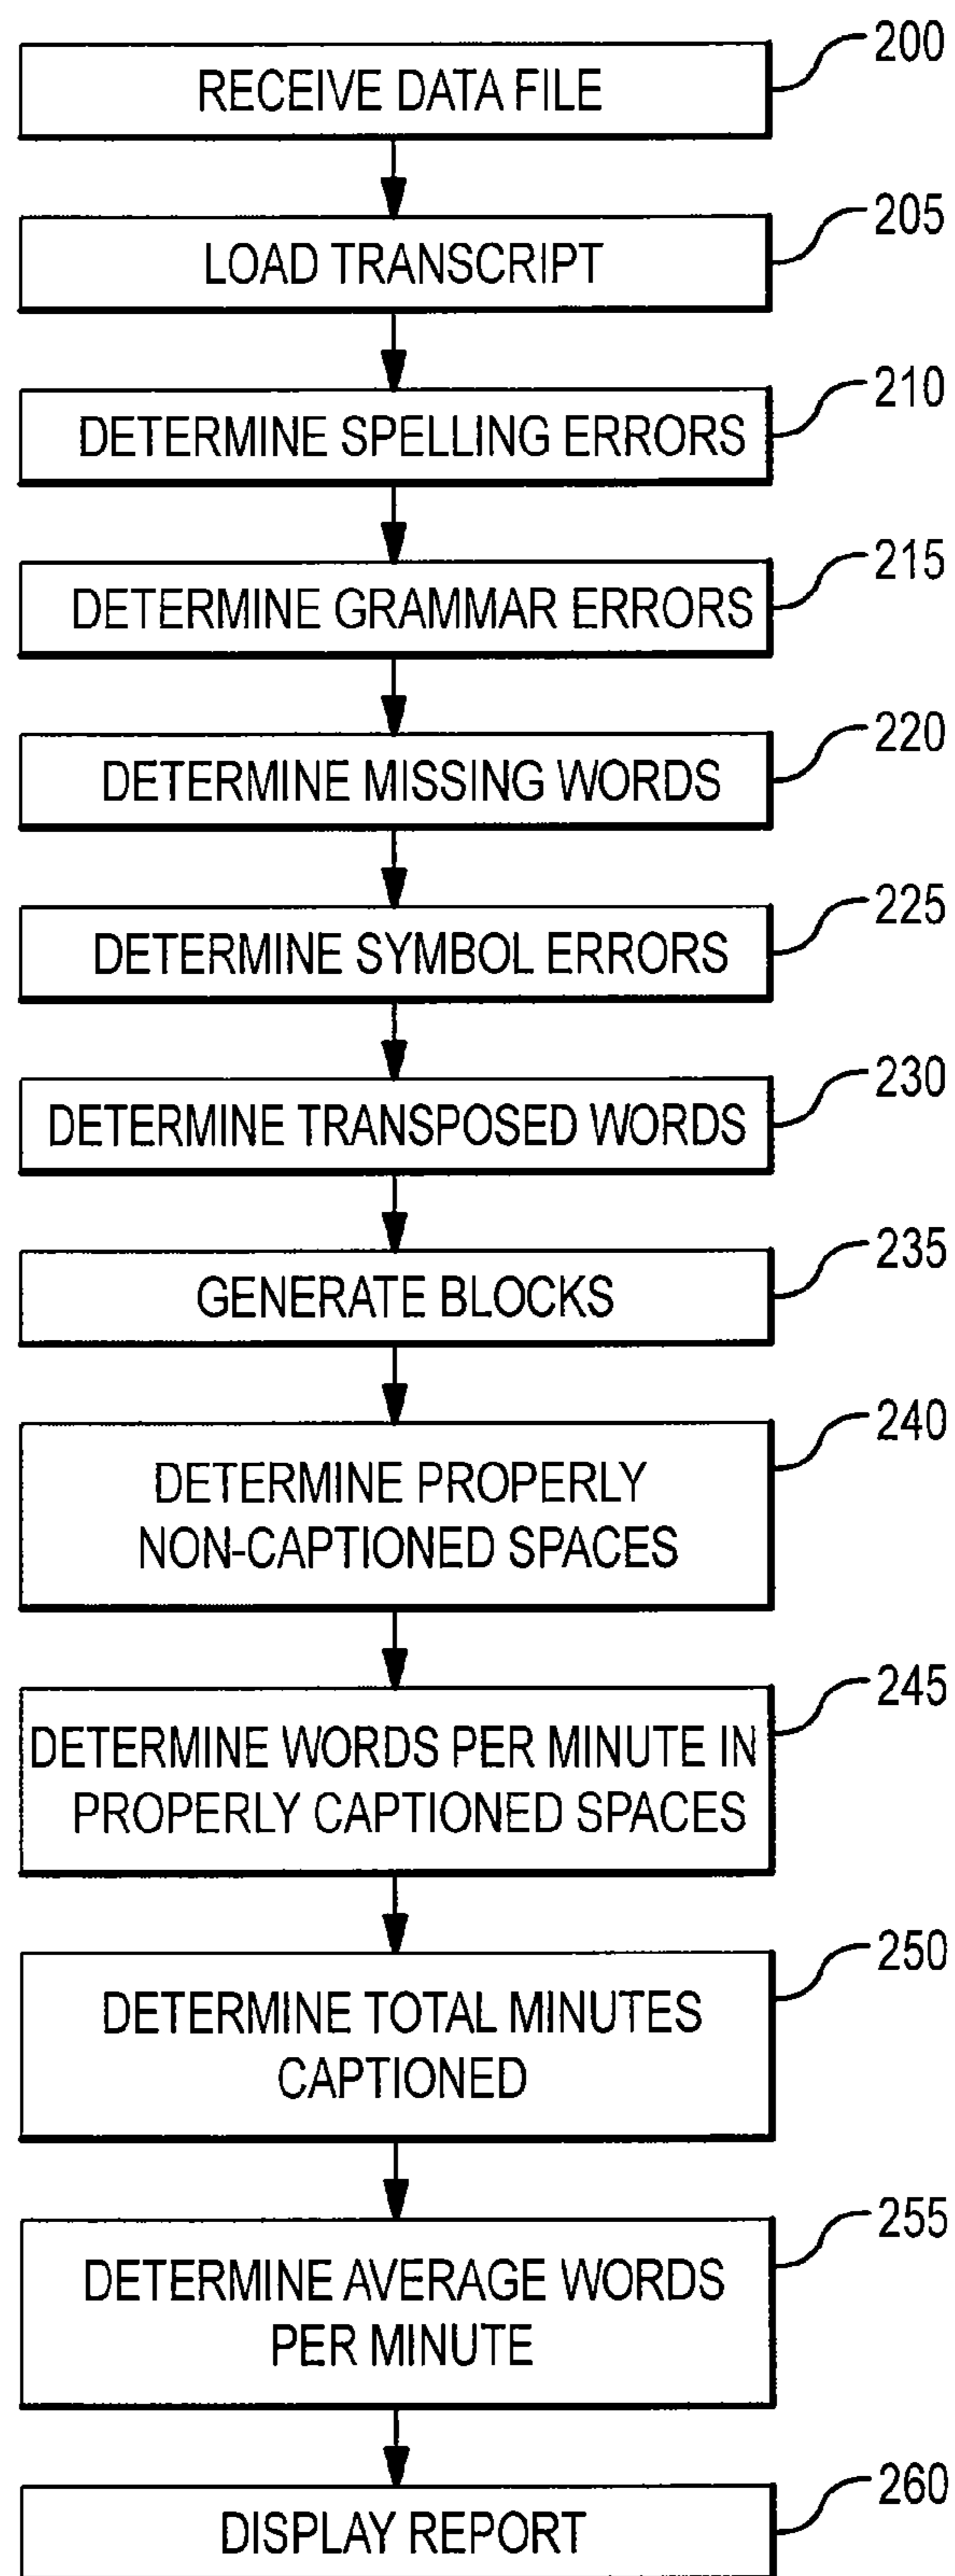 200
RECEIVE DATA FILE
205
LOAD TRANSCRIPT
210
DETERMINE SPELLING ERRORS
215
DETERMINE GRAMMAR ERRORS
220
DETERMINE MISSING WORDS
225
DETERMINE SYMBOL ERRORS
230
DETERMINE TRANSPOSED WORDS
235
GENERATE BLOCKS
240
DETERMINE PROPERLY
NON-CAPTIONED SPACES
245
DETERMINE WORDS PER MINUTE IN
PROPERLY CAPTIONED SPACES
250
DETERMINE TOTAL MINUTES
CAPTIONED
255
DETERMINE AVERAGE WORDS
PER MINUTE
260
DISPLAY REPORT